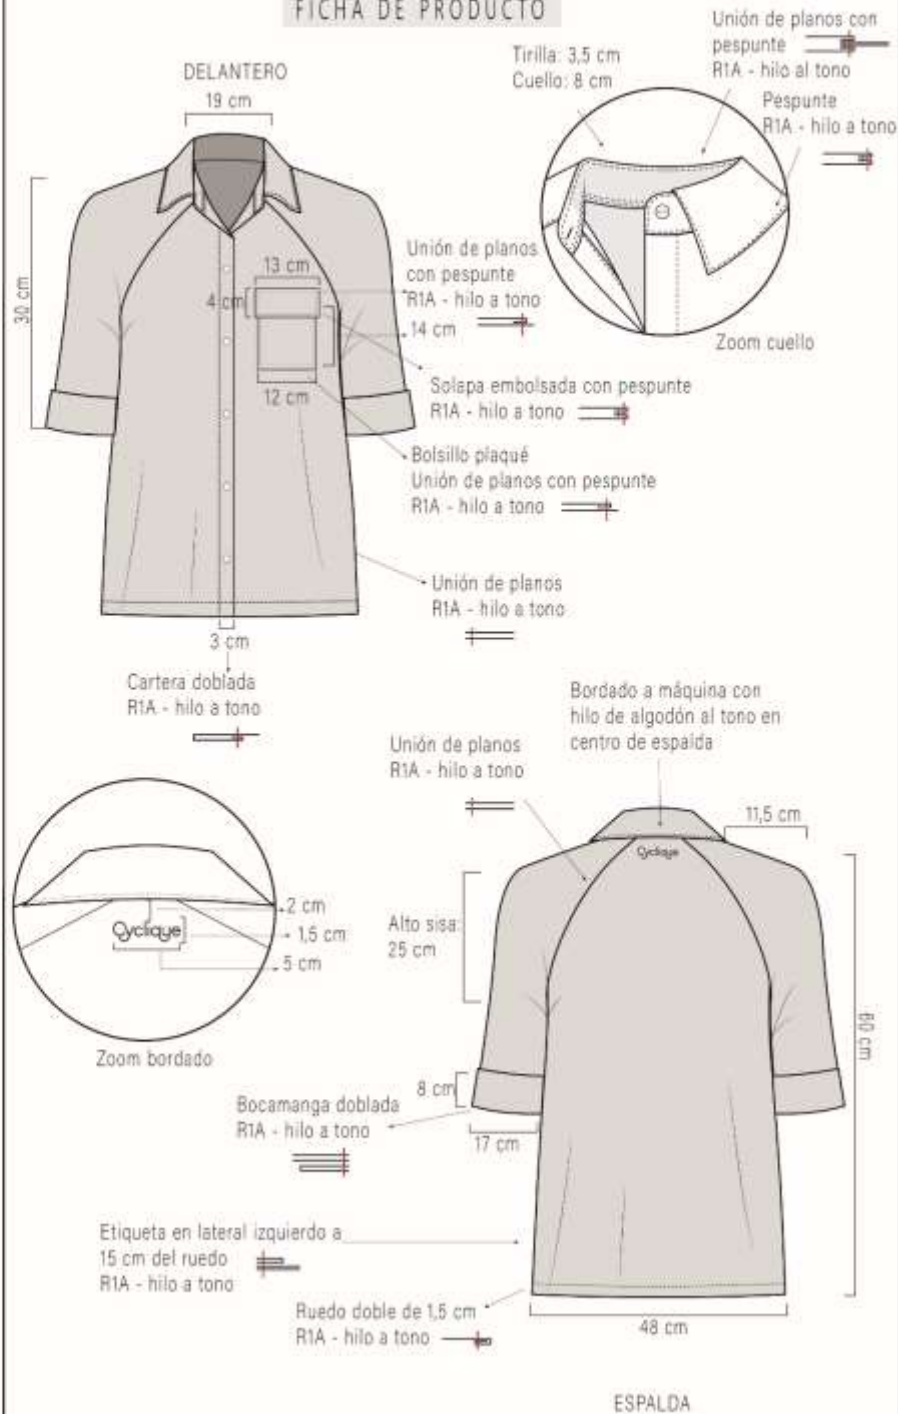 FICHA DE PRODUCTO
DELANTERO
19 cm
30 cm
13 cm
4 cm
14 cm
12 cm
3 cm
Tirilla: 3,5 cm
Cuello: 8 cm
Unión de planos con
pespunte
R1A - hilo al tono
Pespunte
R1A - hilo a tono
Zoom cuello
Unión de planos
con pespunte
R1A - hilo a tono
Solapa embolsada con pespunte
R1A - hilo a tono
Bolsillo plaqué
Unión de planos con pespunte
R1A - hilo a tono
Unión de planos
R1A - hilo a tono
Cartera doblada
R1A - hilo a tono
Bordado a máquina con
hilo de algodón al tono en
centro de espalda
Unión de planos
R1A - hilo a tono
11,5 cm
Cyclique
Alto sisa:
25 cm
60 cm
Cyclique
2 cm
1,5 cm
5 cm
Zoom bordado
8 cm
17 cm
Bocamanga doblada
R1A - hilo a tono
Etiqueta en lateral izquierdo a
15 cm del ruedo
R1A - hilo a tono
Ruedo doble de 1,5 cm
R1A - hilo a tono
48 cm
ESPALDA